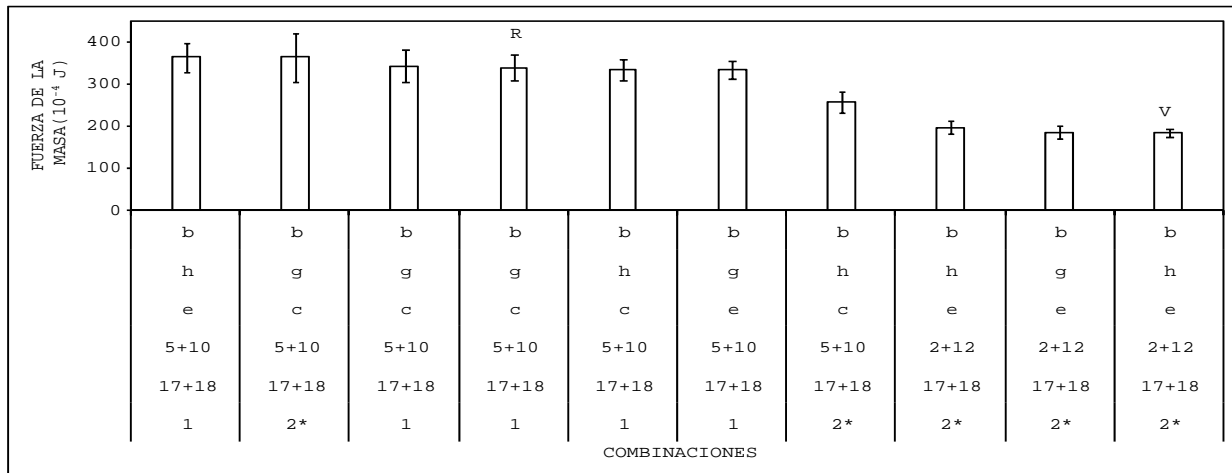 FUERZA DE LA
MASA(10⁻⁴ J)
400
300
200
100
0
R
V
b b b b b b b b b b
h g g g h g h h g h
e c c c c e c e e e
5+10 5+10 5+10 5+10 5+10 5+10 5+10 2+12 2+12 2+12
17+18 17+18 17+18 17+18 17+18 17+18 17+18 17+18 17+18 17+18
1 2* 1 1 1 1 2* 2* 2* 2*
COMBINACIONES